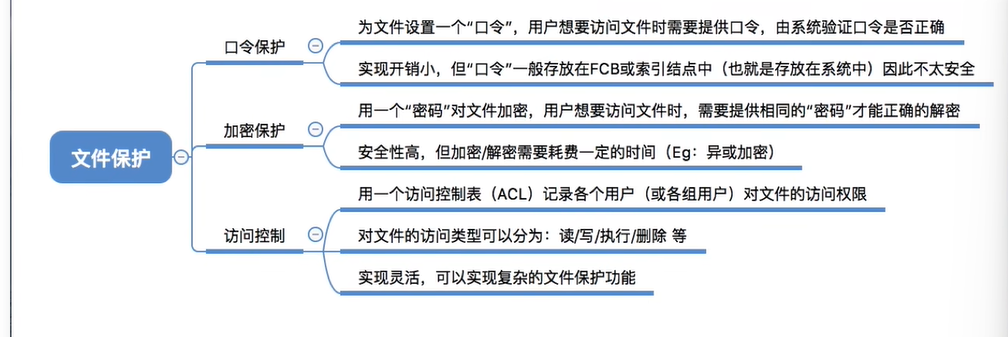 文件保护
口令保护
为文件设置一个“口令”，用户想要访问文件时需要提供口令，由系统验证口令是否正确
实现开销小，但“口令”一般存放在FCB或索引结点中（也就是存放在系统中）因此不太安全
加密保护
用一个“密码”对文件加密，用户想要访问文件时，需要提供相同的“密码”才能正确的解密
安全性高，但加密/解密需要耗费一定的时间（Eg：异或加密）
访问控制
用一个访问控制表（ACL）记录各个用户（或各组用户）对文件的访问权限
对文件的访问类型可以分为：读/写/执行/删除 等
实现灵活，可以实现复杂的文件保护功能